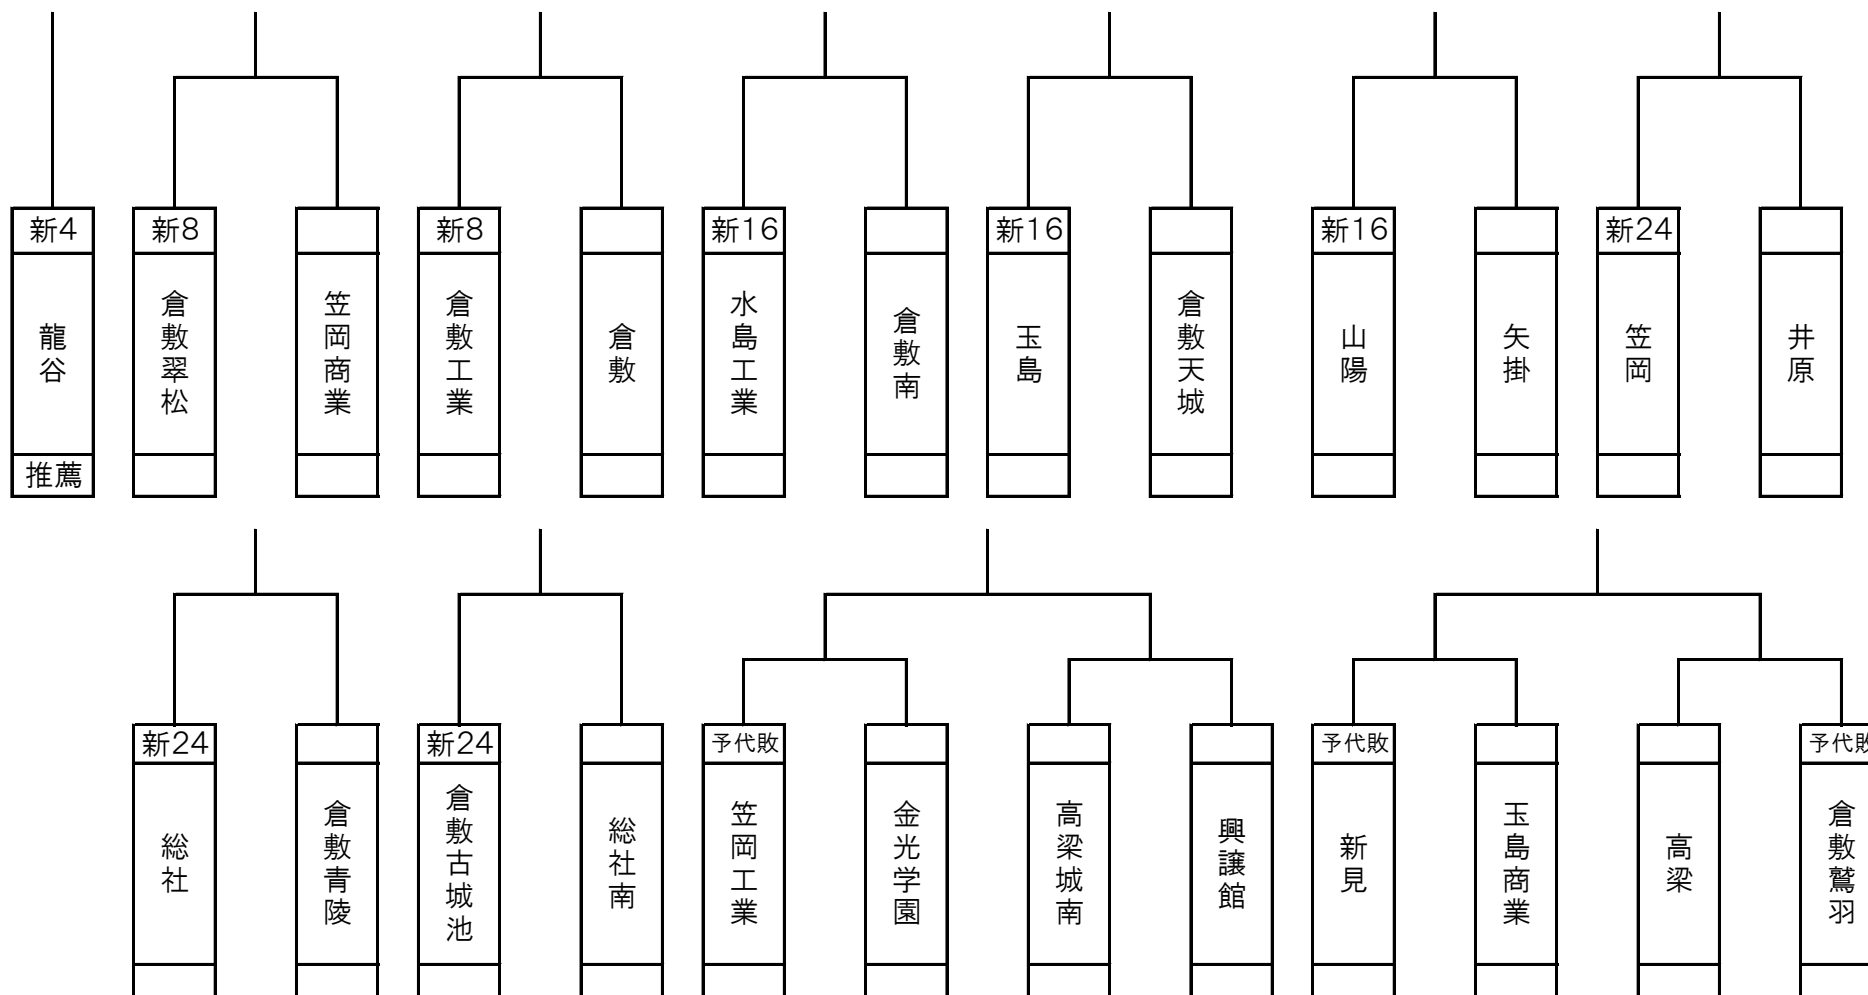 新4
新8
新8
新16
新16
新16
新24
龍谷
倉敷翠松
笠岡商業
倉敷工業
倉敷
水島工業
倉敷南
玉島
倉敷天城
山陽
矢掛
笠岡
井原
推薦
新24
新24
予代敗
予代敗
予代敗
総社
倉敷青陵
倉敷古城池
総社南
笠岡工業
金光学園
高梁城南
興譲館
新見
玉島商業
高梁
倉敷鷲羽